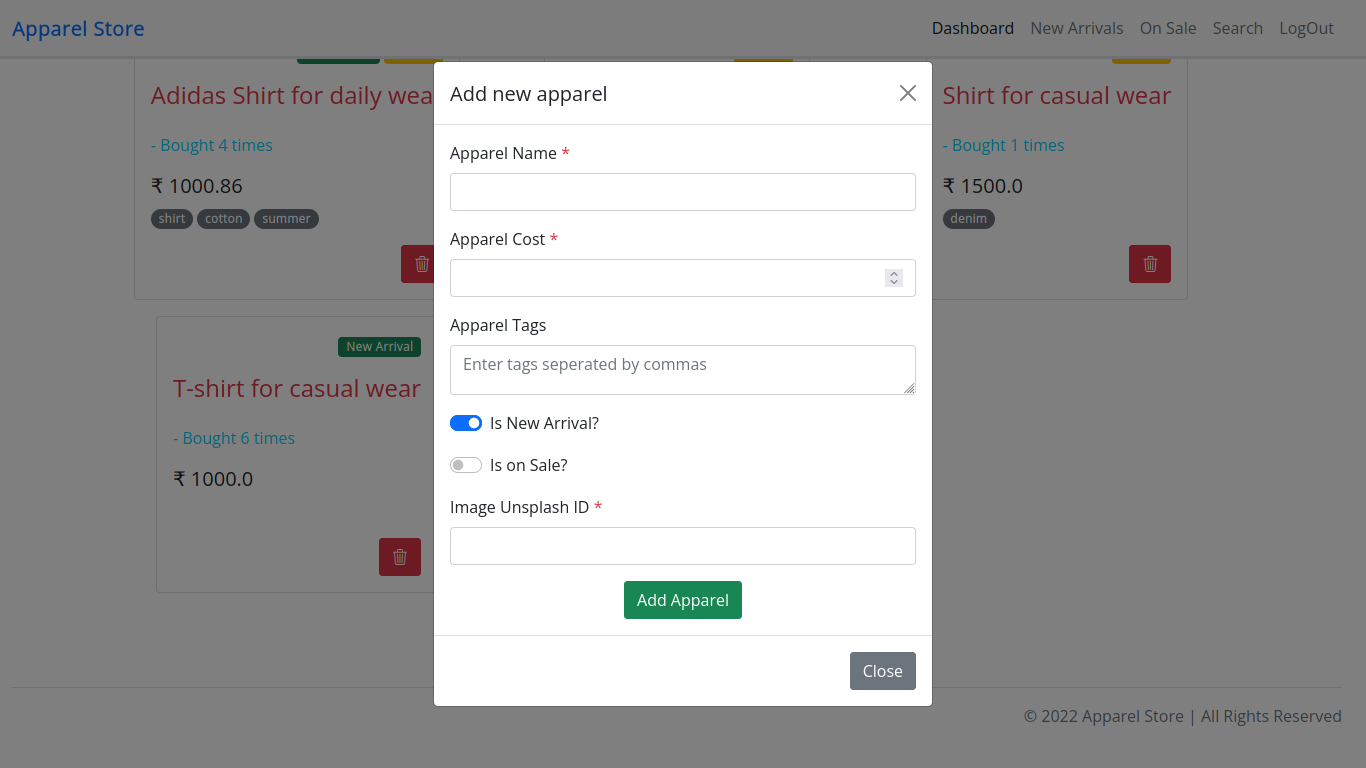 Apparel Store
Dashboard New Arrivals On Sale Search LogOut
Adidas Shirt for daily wea
- Bought 4 times
₹ 1000.86
shirt cotton summer
Shirt for casual wear
- Bought 1 times
₹ 1500.0
denim
New Arrival
T-shirt for casual wear
- Bought 6 times
₹ 1000.0
Add new apparel
Apparel Name *
Apparel Cost *
Apparel Tags
Enter tags seperated by commas
Is New Arrival?
Is on Sale?
Image Unsplash ID *
Add Apparel
Close
© 2022 Apparel Store | All Rights Reserved